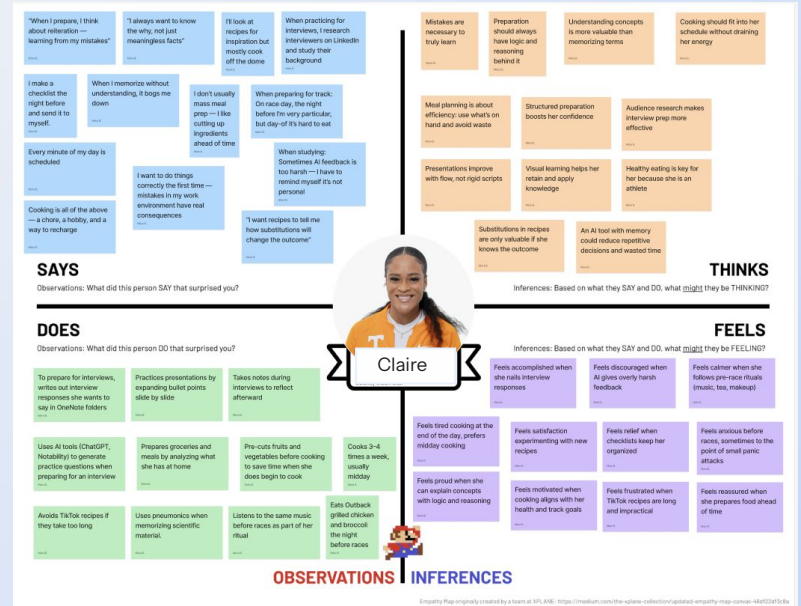 "When I prepare, I think
about reiteration —
learning from my mistakes"
"I always want to know
the why, not just
meaningless facts"
I'll look at
recipes for
inspiration but
mostly cook
off the dome
When practicing for
interviews, I research
interviewers on LinkedIn
and study their
background
I make a
checklist the
night before
and send it to
myself.
When I memorize without
understanding, it bogs me
down
I don't usually
mass meal
prep — I like
cutting up
ingredients
ahead of time
When preparing for track:
On race day, the night
before I'm very particular,
but day-of it's hard to eat
Every minute of my day is
scheduled
I want to do things
correctly the first time —
mistakes in my work
environment have real
consequences
When studying:
Sometimes AI feedback is
too harsh — I have to
remind myself it's not
personal
Cooking is all of the above
— a chore, a hobby, and a
way to recharge
"I want recipes to tell me
how substitutions will
change the outcome"
SAYS
Observations: What did this person SAY that surprised you?
Mistakes are
necessary to
truly learn
Preparation
should always
have logic and
reasoning
behind it
Understanding concepts
is more valuable than
memorizing terms
Cooking should fit into her
schedule without draining
her energy
Meal planning is about
efficiency: use what's on
hand and avoid waste
Structured preparation
boosts her confidence
Audience research makes
interview prep more
effective
Presentations improve
with flow, not rigid scripts
Visual learning helps her
retain and apply
knowledge
Healthy eating is key for
her because she is an
athlete
Substitutions in recipes
are only valuable if she
knows the outcome
An AI tool with memory
could reduce repetitive
decisions and wasted time
THINKS
Inferences: Based on what they SAY and DO, what might they be THINKING?
Claire
DOES
Observations: What did this person DO that surprised you?
To prepare for interviews,
writes out interview
responses she wants to
say in OneNote folders
Practices presentations by
expanding bullet points
slide by slide
Takes notes during
interviews to reflect
afterward
Uses AI tools (ChatGPT,
Notability) to generate
practice questions when
preparing for an interview
Prepares groceries and
meals by analyzing what
she has at home
Pre-cuts fruits and
vegetables before cooking
to save time when she
does begin to cook
Cooks 3–4
times a week,
usually
midday
Avoids TikTok recipes if
they take too long
Uses pneumonics when
memorizing scientific
material.
Listens to the same music
before races as part of her
ritual
Eats Outback
grilled chicken
and broccoli
the night
before races
FEELS
Inferences: Based on what they SAY and DO, what might they be FEELING?
Feels accomplished when
she nails interview
responses
Feels discouraged when
AI gives overly harsh
feedback
Feels calmer when she
follows pre-race rituals
(music, tea, makeup)
Feels tired cooking at the
end of the day, prefers
midday cooking
Feels satisfaction
experimenting with new
recipes
Feels relief when
checklists keep her
organized
Feels anxious before
races, sometimes to the
point of small panic
attacks
Feels proud when she
can explain concepts
with logic and reasoning
Feels motivated when
cooking aligns with her
health and track goals
Feels frustrated when
TikTok recipes are long
and impractical
Feels reassured when
she prepares food ahead
of time
OBSERVATIONS
INFERENCES
Empathy Map originally created by a team at XPLANE: